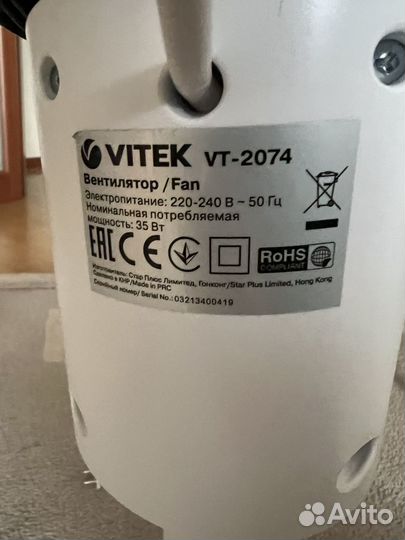 VITEK VT-2074
Вентилятор / Fan
Электропитание: 220-240 В ~ 50 Гц
Номинальная потребляемая
мощность: 35 Вт
EAC CE RoHS
COMPLIANT
Изготовитель: Стар Плюс Лимитед, Гонконг/Star Plus Limited, Hong Kong
Сделано в КНР/Made in PRC
Серийный номер/ Serial No.: 03213400419
Avito